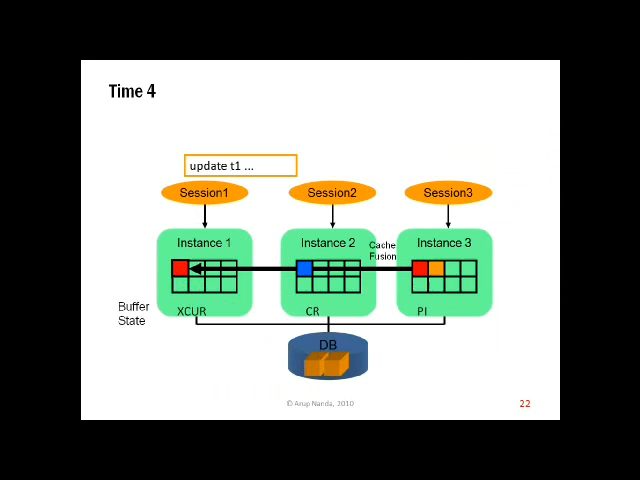 Time 4
update t1 ...
Session1
Session2
Session3
Instance 1
Instance 2
Instance 3
Cache
Fusion
Buffer
State
XCUR
CR
PI
DB
© Arup Nanda, 2010
22